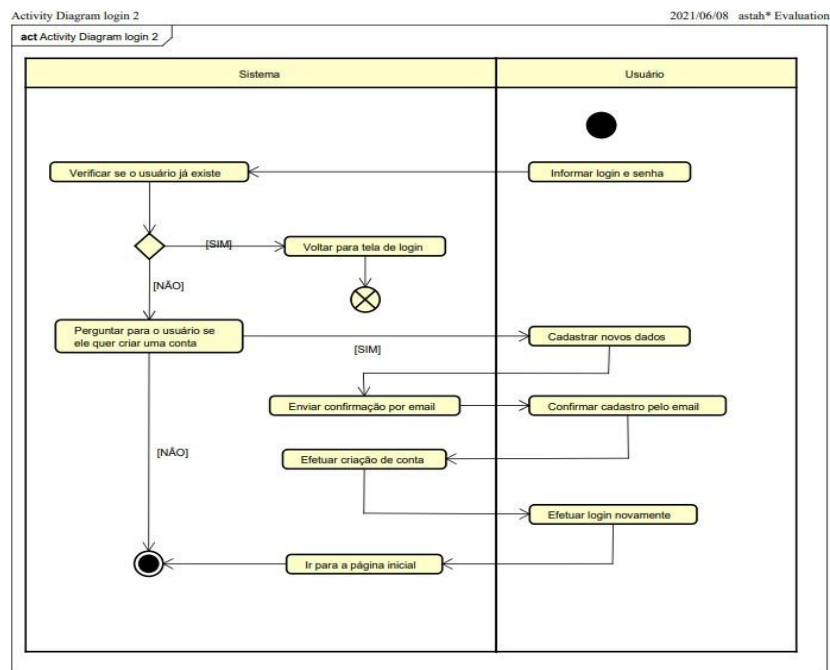 Activity Diagram login 2
2021/06/08 astah* Evaluation
act Activity Diagram login 2
Sistema
Usuário
Verificar se o usuário já existe
Informar login e senha
[SIM]
Voltar para tela de login
[NÃO]
Perguntar para o usuário se
ele quer criar uma conta
Cadastrar novos dados
[SIM]
Enviar confirmação por email
Confirmar cadastro pelo email
[NÃO]
Efetuar criação de conta
Efetuar login novamente
Ir para a página inicial